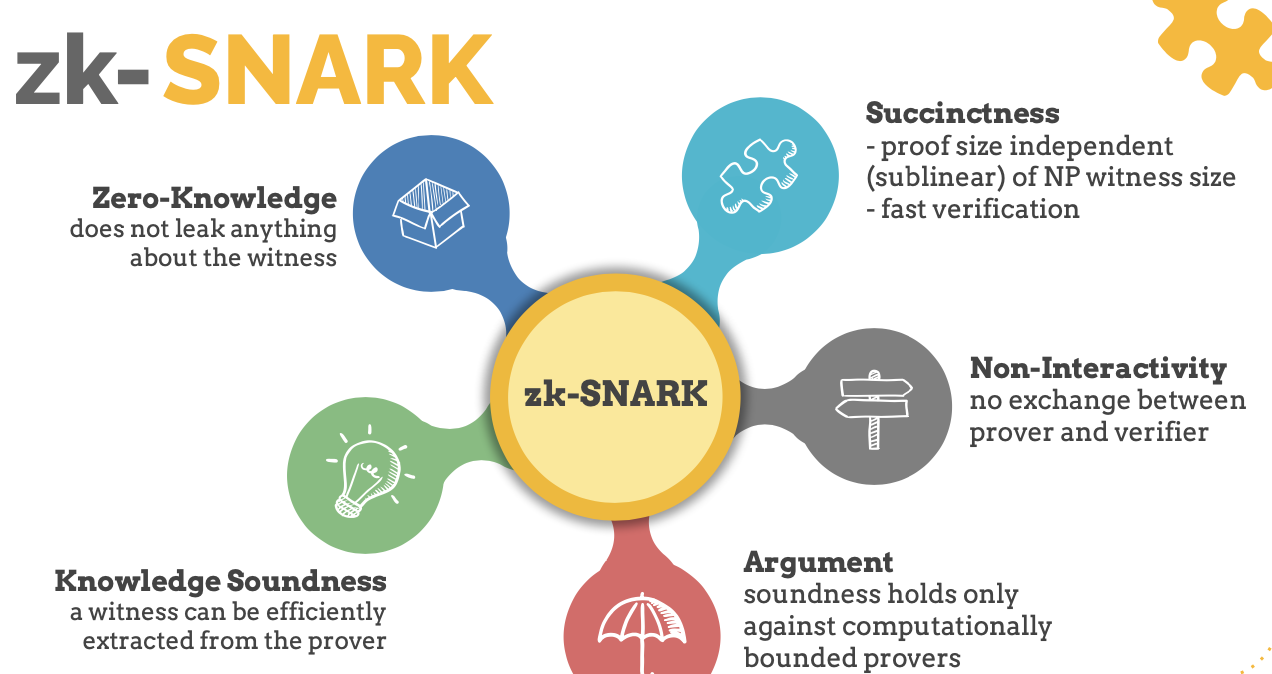 zk-SNARK
Zero-Knowledge
does not leak anything
about the witness
Succinctness
- proof size independent
(sublinear) of NP witness size
- fast verification
zk-SNARK
Non-Interactivity
no exchange between
prover and verifier
Knowledge Soundness
a witness can be efficiently
extracted from the prover
Argument
soundness holds only
against computationally
bounded provers